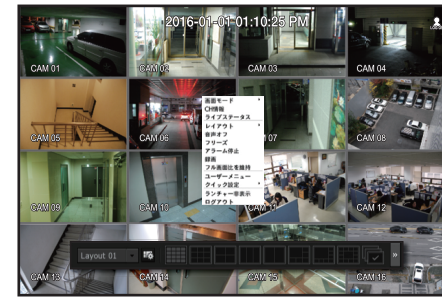 2016-01-01 01:10:25 PM
CAM 01
CAM 02
CAM 03
CAM 04
CAM 05
CAM 06
07
CAM 08
画面モード
CH情報
ライブステータス
レイアウト
音声オフ
フリーズ
アラーム停止
録画
フル画面比を維持
ユーザーメニュー
クイック設定
ランチャー非表示
ログアウト
CAM 09
CAM 10
CAM 11
CAM 12
Layout 01
CAM 13
CAM 14
CAM 15
CAM 16